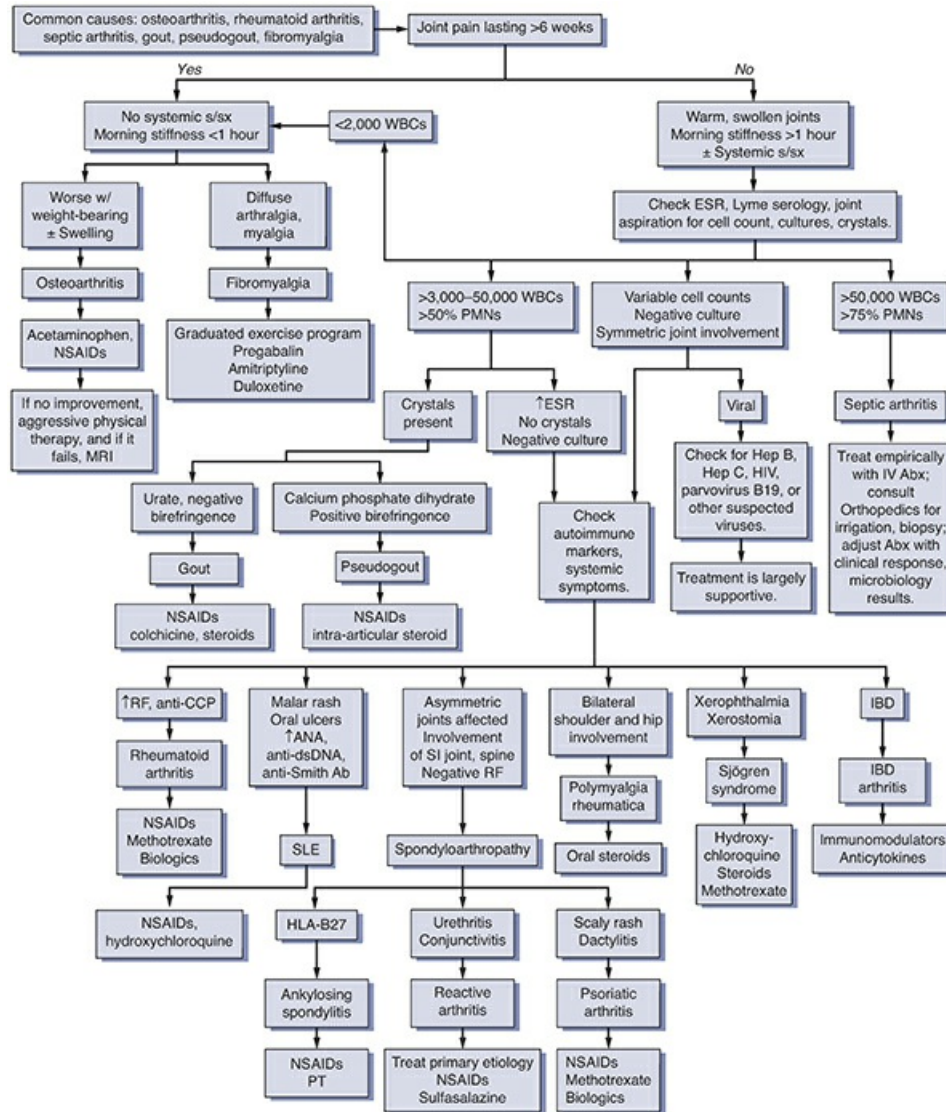 Common causes: osteoarthritis, rheumatoid arthritis,
septic arthritis, gout, pseudogout, fibromyalgia
Joint pain lasting >6 weeks
Yes
No
No systemic s/sx
Morning stiffness <1 hour
<2,000 WBCs
Warm, swollen joints
Morning stiffness >1 hour
± Systemic s/sx
Worse w/
weight-bearing
± Swelling
Diffuse
arthralgia,
myalgia
Check ESR, Lyme serology, joint
aspiration for cell count, cultures, crystals.
Osteoarthritis
Fibromyalgia
>3,000–50,000 WBCs
>50% PMNs
Variable cell counts
Negative culture
Symmetric joint involvement
>50,000 WBCs
>75% PMNs
Acetaminophen,
NSAIDs
Graduated exercise program
Pregabalin
Amitriptyline
Duloxetine
If no improvement,
aggressive physical
therapy, and if it
fails, MRI
Crystals
present
↑ESR
No crystals
Negative culture
Viral
Septic arthritis
Urate, negative
birefringence
Calcium phosphate dihydrate
Positive birefringence
Check
autoimmune
markers,
systemic
symptoms.
Check for Hep B,
Hep C, HIV,
parvovirus B19, or
other suspected
viruses.
Treat empirically
with IV Abx;
consult
Orthopedics for
irrigation, biopsy;
adjust Abx with
clinical response,
microbiology
results.
Gout
Pseudogout
Treatment is largely
supportive.
NSAIDs
colchicine, steroids
NSAIDs
intra-articular steroid
↑RF, anti-CCP
Malar rash
Oral ulcers
↑ANA,
anti-dsDNA,
anti-Smith Ab
Asymmetric
joints affected
Involvement
of SI joint, spine
Negative RF
Bilateral
shoulder and hip
involvement
Xerophthalmia
Xerostomia
IBD
Rheumatoid
arthritis
Polymyalgia
rheumatica
Sjögren
syndrome
IBD
arthritis
NSAIDs
Methotrexate
Biologics
SLE
Spondyloarthropathy
Oral steroids
Hydroxy-
chloroquine
Steroids
Methotrexate
Immunomodulators
Anticytokines
NSAIDs,
hydroxychloroquine
HLA-B27
Urethritis
Conjunctivitis
Scaly rash
Dactylitis
Ankylosing
spondylitis
Reactive
arthritis
Psoriatic
arthritis
NSAIDs
PT
Treat primary etiology
NSAIDs
Sulfasalazine
NSAIDs
Methotrexate
Biologics